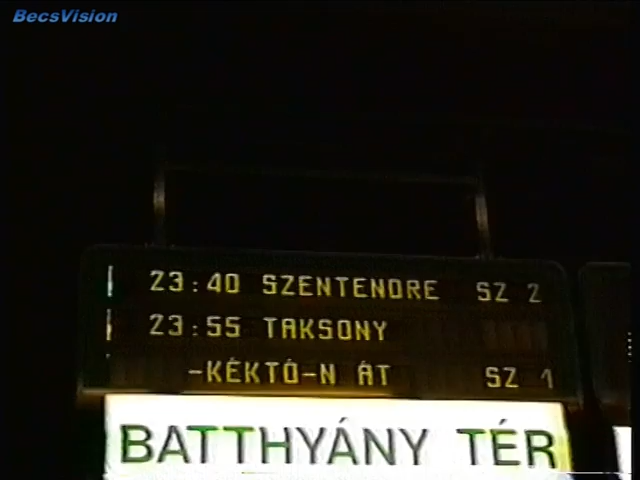 BecsVision
23:40 SZENTENDRE SZ 2
23:55 TAKSONY
-KÉKTÓ-N ÁT SZ 1
BATTHYÁNY TÉR